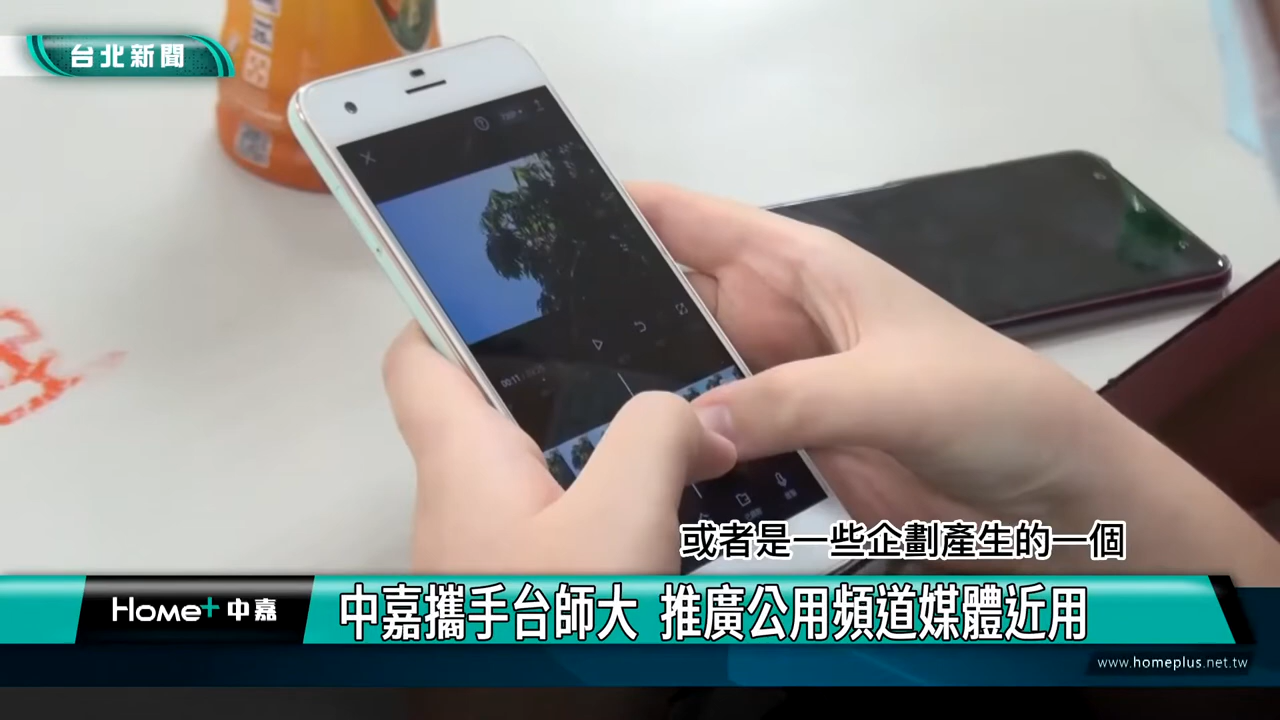 台北新聞
00:11
或者是一些企劃產生的一個
Home+中嘉
中嘉攜手台師大 推廣公用頻道媒體近用
www.homeplus.net.tw